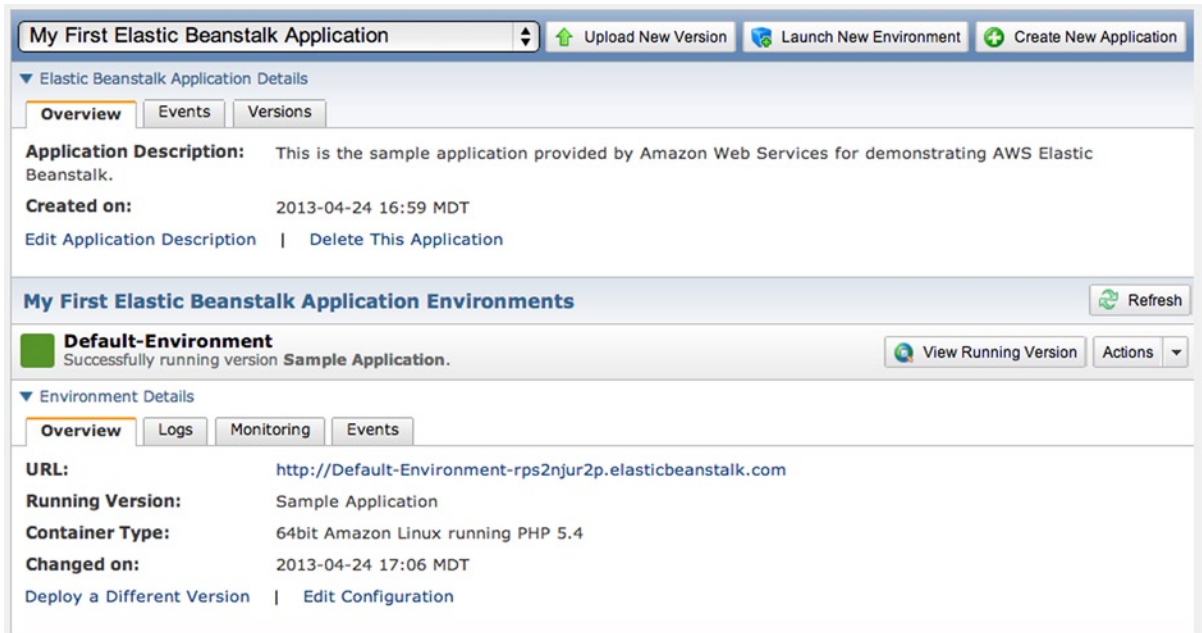 My First Elastic Beanstalk Application Upload New Version Launch New Environment Create New Application
Elastic Beanstalk Application Details
Overview Events Versions
Application Description: This is the sample application provided by Amazon Web Services for demonstrating AWS Elastic
Beanstalk.
Created on: 2013-04-24 16:59 MDT
Edit Application Description | Delete This Application
My First Elastic Beanstalk Application Environments Refresh
Default-Environment
Successfully running version Sample Application. View Running Version Actions
Environment Details
Overview Logs Monitoring Events
URL: http://Default-Environment-rps2njur2p.elasticbeanstalk.com
Running Version: Sample Application
Container Type: 64bit Amazon Linux running PHP 5.4
Changed on: 2013-04-24 17:06 MDT
Deploy a Different Version | Edit Configuration